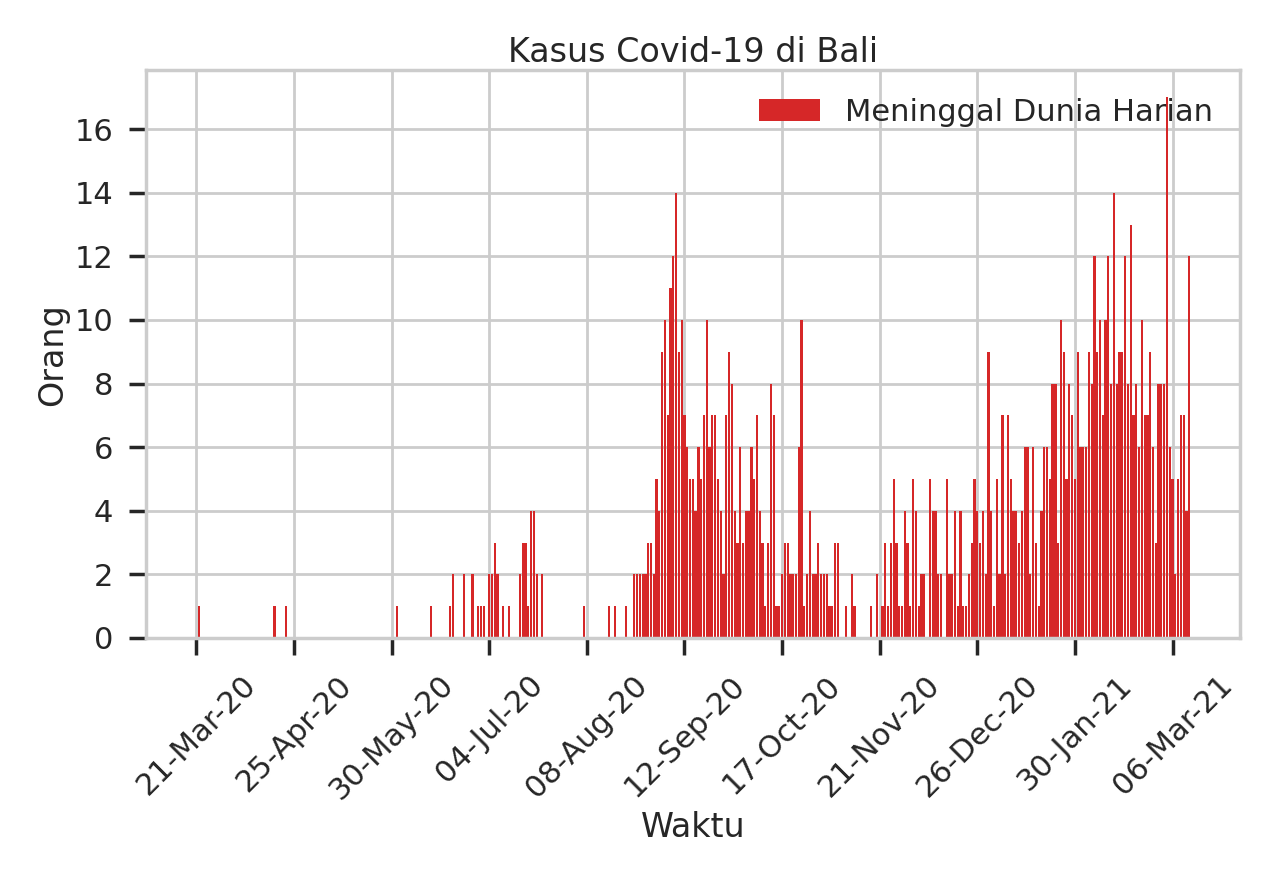 Kasus Covid-19 di Bali
Meninggal Dunia Harian
16
14
12
10
8
6
4
2
0
Orang
21-Mar-20
25-Apr-20
30-May-20
04-Jul-20
08-Aug-20
12-Sep-20
17-Oct-20
21-Nov-20
26-Dec-20
30-Jan-21
06-Mar-21
Waktu